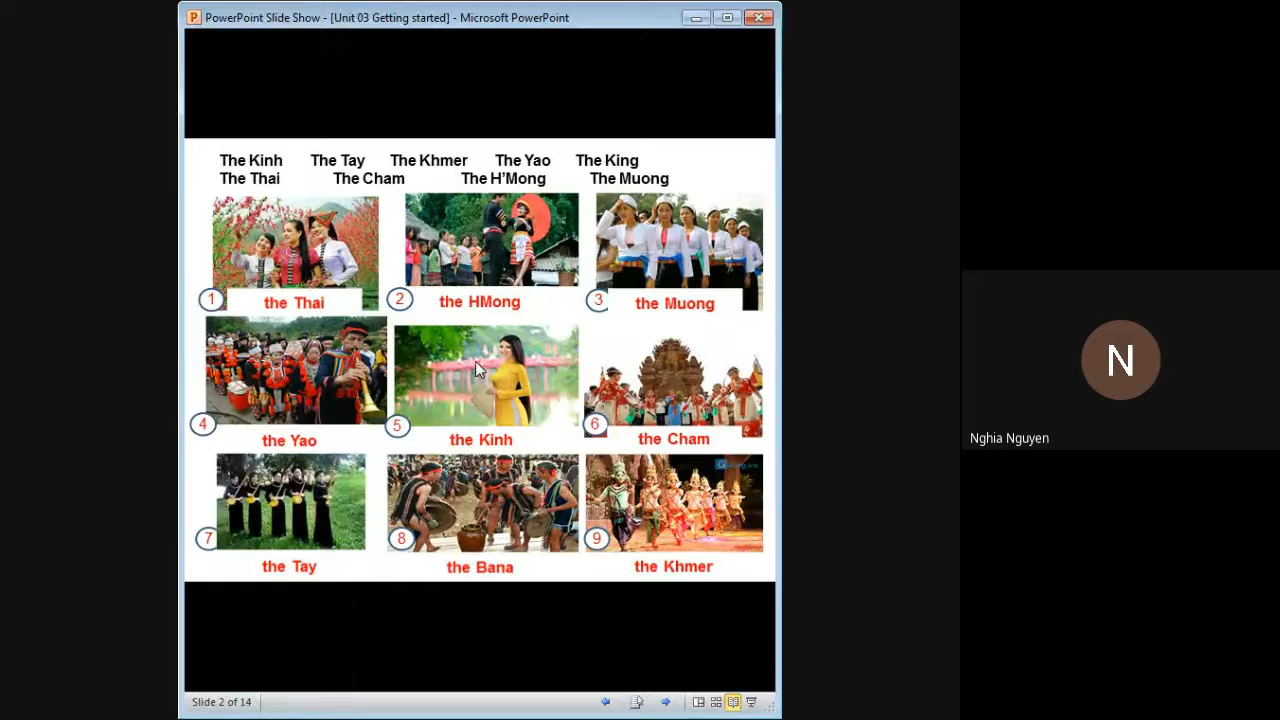 PowerPoint Slide Show - [Unit 03 Getting started] - Microsoft PowerPoint
The Kinh The Tay The Khmer The Yao The King
The Thai The Cham The H'Mong The Muong
1 the Thai
2 the HMong
3 the Muong
4 the Yao
5 the Kinh
6 the Cham
7 the Tay
8 the Bana
9 the Khmer
Slide 2 of 14
N
Nghia Nguyen